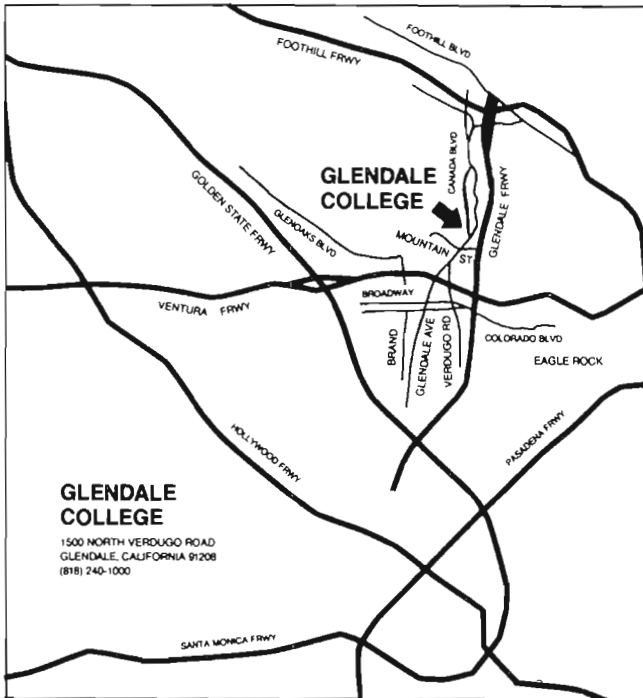 FOOTHILL BLVD
FOOTHILL FRWY
CANADA BLVD
GLENDALE
COLLEGE
GLENDALE FRWY
GOLDEN STATE FRWY
GLENOAKS BLVD
MOUNTAIN
ST
BROADWAY
VENTURA FRWY
BRAND
GLENDALE AVE
VERDUGO RD
COLORADO BLVD
EAGLE ROCK
HOLLYWOOD FRWY
PASADENA FRWY
GLENDALE
COLLEGE
1500 NORTH VERDUGO ROAD
GLENDALE, CALIFORNIA 91208
(818) 240-1000
SANTA MONICA FRWY